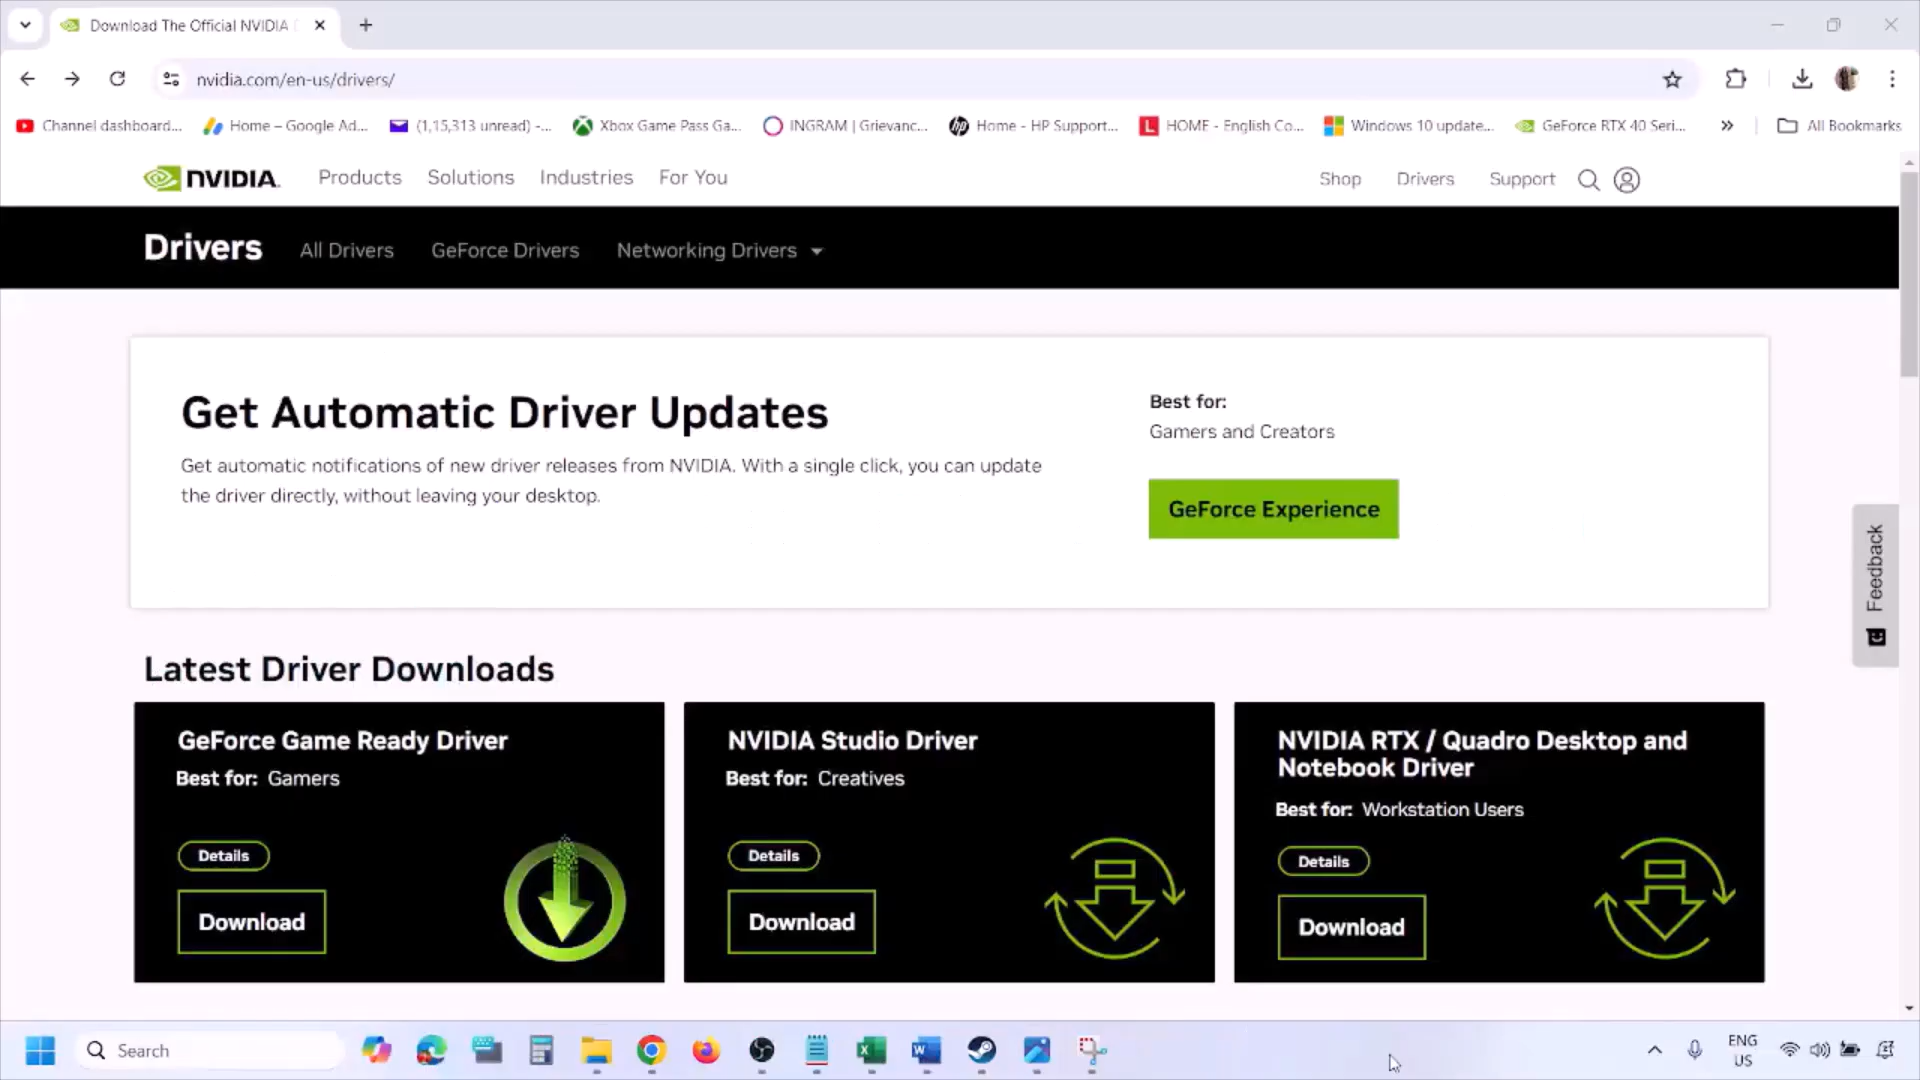 Download The Official NVIDIA
nvidia.com/en-us/drivers/
Channel dashboard...
Home – Google Ad...
(1,15,313 unread) -...
Xbox Game Pass Ga...
INGRAM | Grievanc...
hp
Home - HP Support...
L
HOME - English Co...
Windows 10 update...
GeForce RTX 40 Seri...
All Bookmarks
NVIDIA.
Products
Solutions
Industries
For You
Shop
Drivers
Support
Drivers
All Drivers
GeForce Drivers
Networking Drivers
Get Automatic Driver Updates
Get automatic notifications of new driver releases from NVIDIA. With a single click, you can update
the driver directly, without leaving your desktop.
Best for:
Gamers and Creators
GeForce Experience
Feedback
Latest Driver Downloads
GeForce Game Ready Driver
Best for: Gamers
Details
Download
NVIDIA Studio Driver
Best for: Creatives
Details
Download
NVIDIA RTX / Quadro Desktop and
Notebook Driver
Best for: Workstation Users
Details
Download
Search
ENG
US